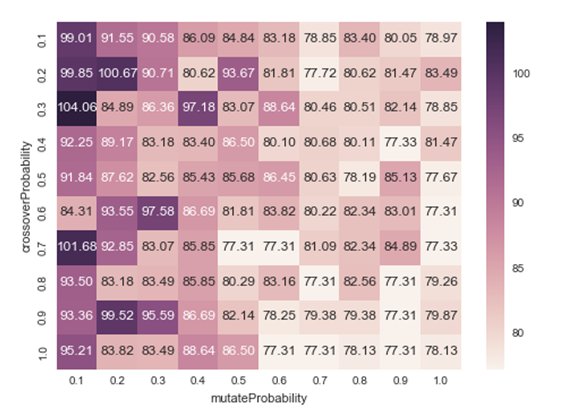 0.1 99.01 91.55 90.58 86.09 84.84 83.18 78.85 83.40 80.05 78.97
0.2 99.85 100.67 90.71 80.62 93.67 81.81 77.72 80.62 81.47 83.49 100
0.3 104.06 84.89 86.36 97.18 83.07 88.64 80.46 80.51 82.14 78.85
0.4 92.25 89.17 83.18 83.40 86.50 80.10 80.68 80.11 77.33 81.47 95
0.5 91.84 87.62 82.56 85.43 85.68 86.45 80.63 78.19 85.13 77.67
crossoverProbability
0.6 84.31 93.55 97.58 86.69 81.81 83.82 80.22 82.34 83.01 77.31 90
0.7 101.68 92.85 83.07 85.85 77.31 77.31 81.09 82.34 84.89 77.33
0.8 93.50 83.18 83.49 85.85 80.29 83.16 77.31 82.56 77.31 79.26 85
0.9 93.36 99.52 95.59 86.69 82.14 78.25 79.38 79.38 77.31 79.87 80
1.0 95.21 83.82 83.49 88.64 86.50 77.31 77.31 78.13 77.31 78.13
0.1 0.2 0.3 0.4 0.5 0.6 0.7 0.8 0.9 1.0
mutateProbability